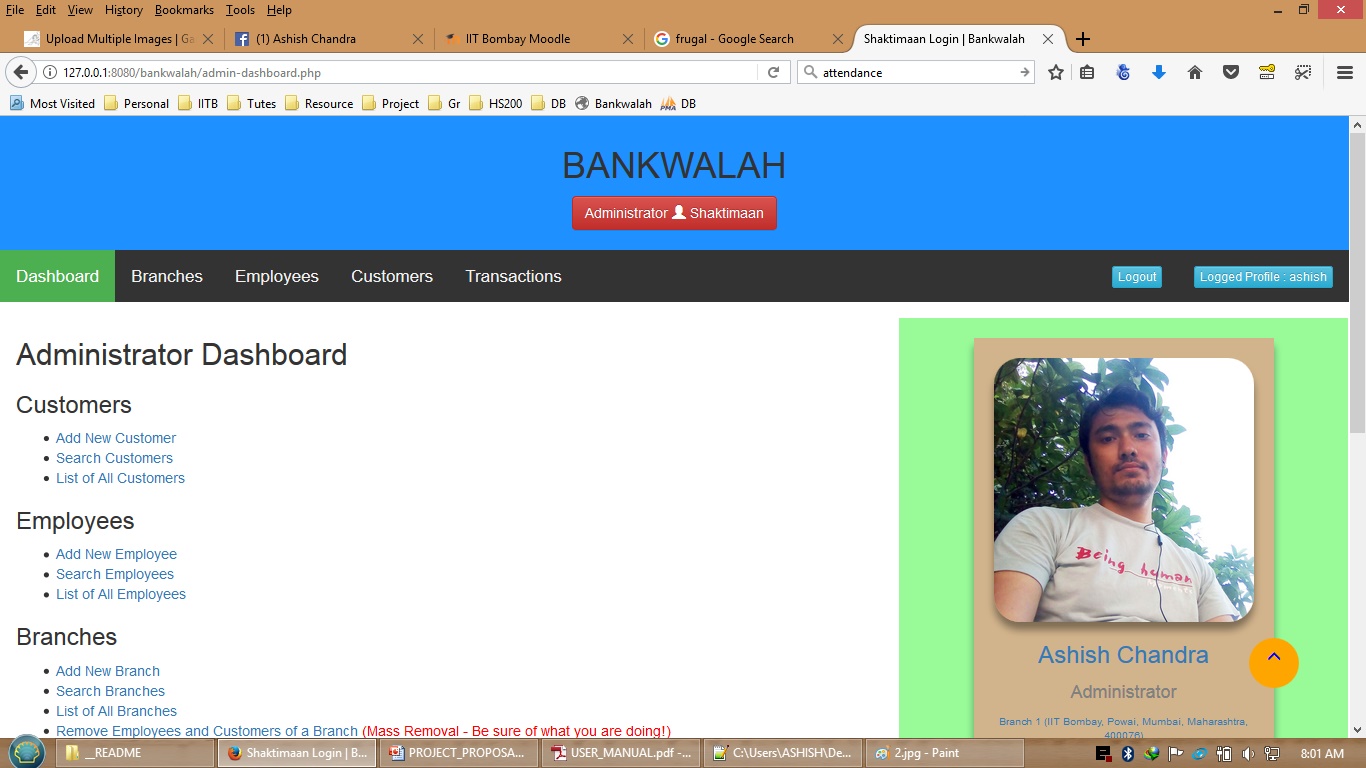 File Edit View History Bookmarks Tools Help
Upload Multiple Images | Ga
(1) Ashish Chandra
IIT Bombay Moodle
frugal - Google Search
Shaktimaan Login | Bankwalah
127.0.0.1:8080/bankwalah/admin-dashboard.php
attendance
Most Visited Personal IITB Tutes Resource Project Gr HS200 DB Bankwalah DB
BANKWALAH
Administrator Shaktimaan
Dashboard Branches Employees Customers Transactions Logout Logged Profile : ashish
Administrator Dashboard
Customers
Add New Customer
Search Customers
List of All Customers
Employees
Add New Employee
Search Employees
List of All Employees
Branches
Add New Branch
Search Branches
List of All Branches
Remove Employees and Customers of a Branch (Mass Removal - Be sure of what you are doing!)
Being human
Ashish Chandra
Administrator
Branch 1 (IIT Bombay, Powai, Mumbai, Maharashtra,
400076)
__README
Shaktimaan Login | B...
PROJECT_PROPOSA...
USER_MANUAL.pdf -...
C:\Users\ASHISH\De...
2.jpg - Paint
8:01 AM